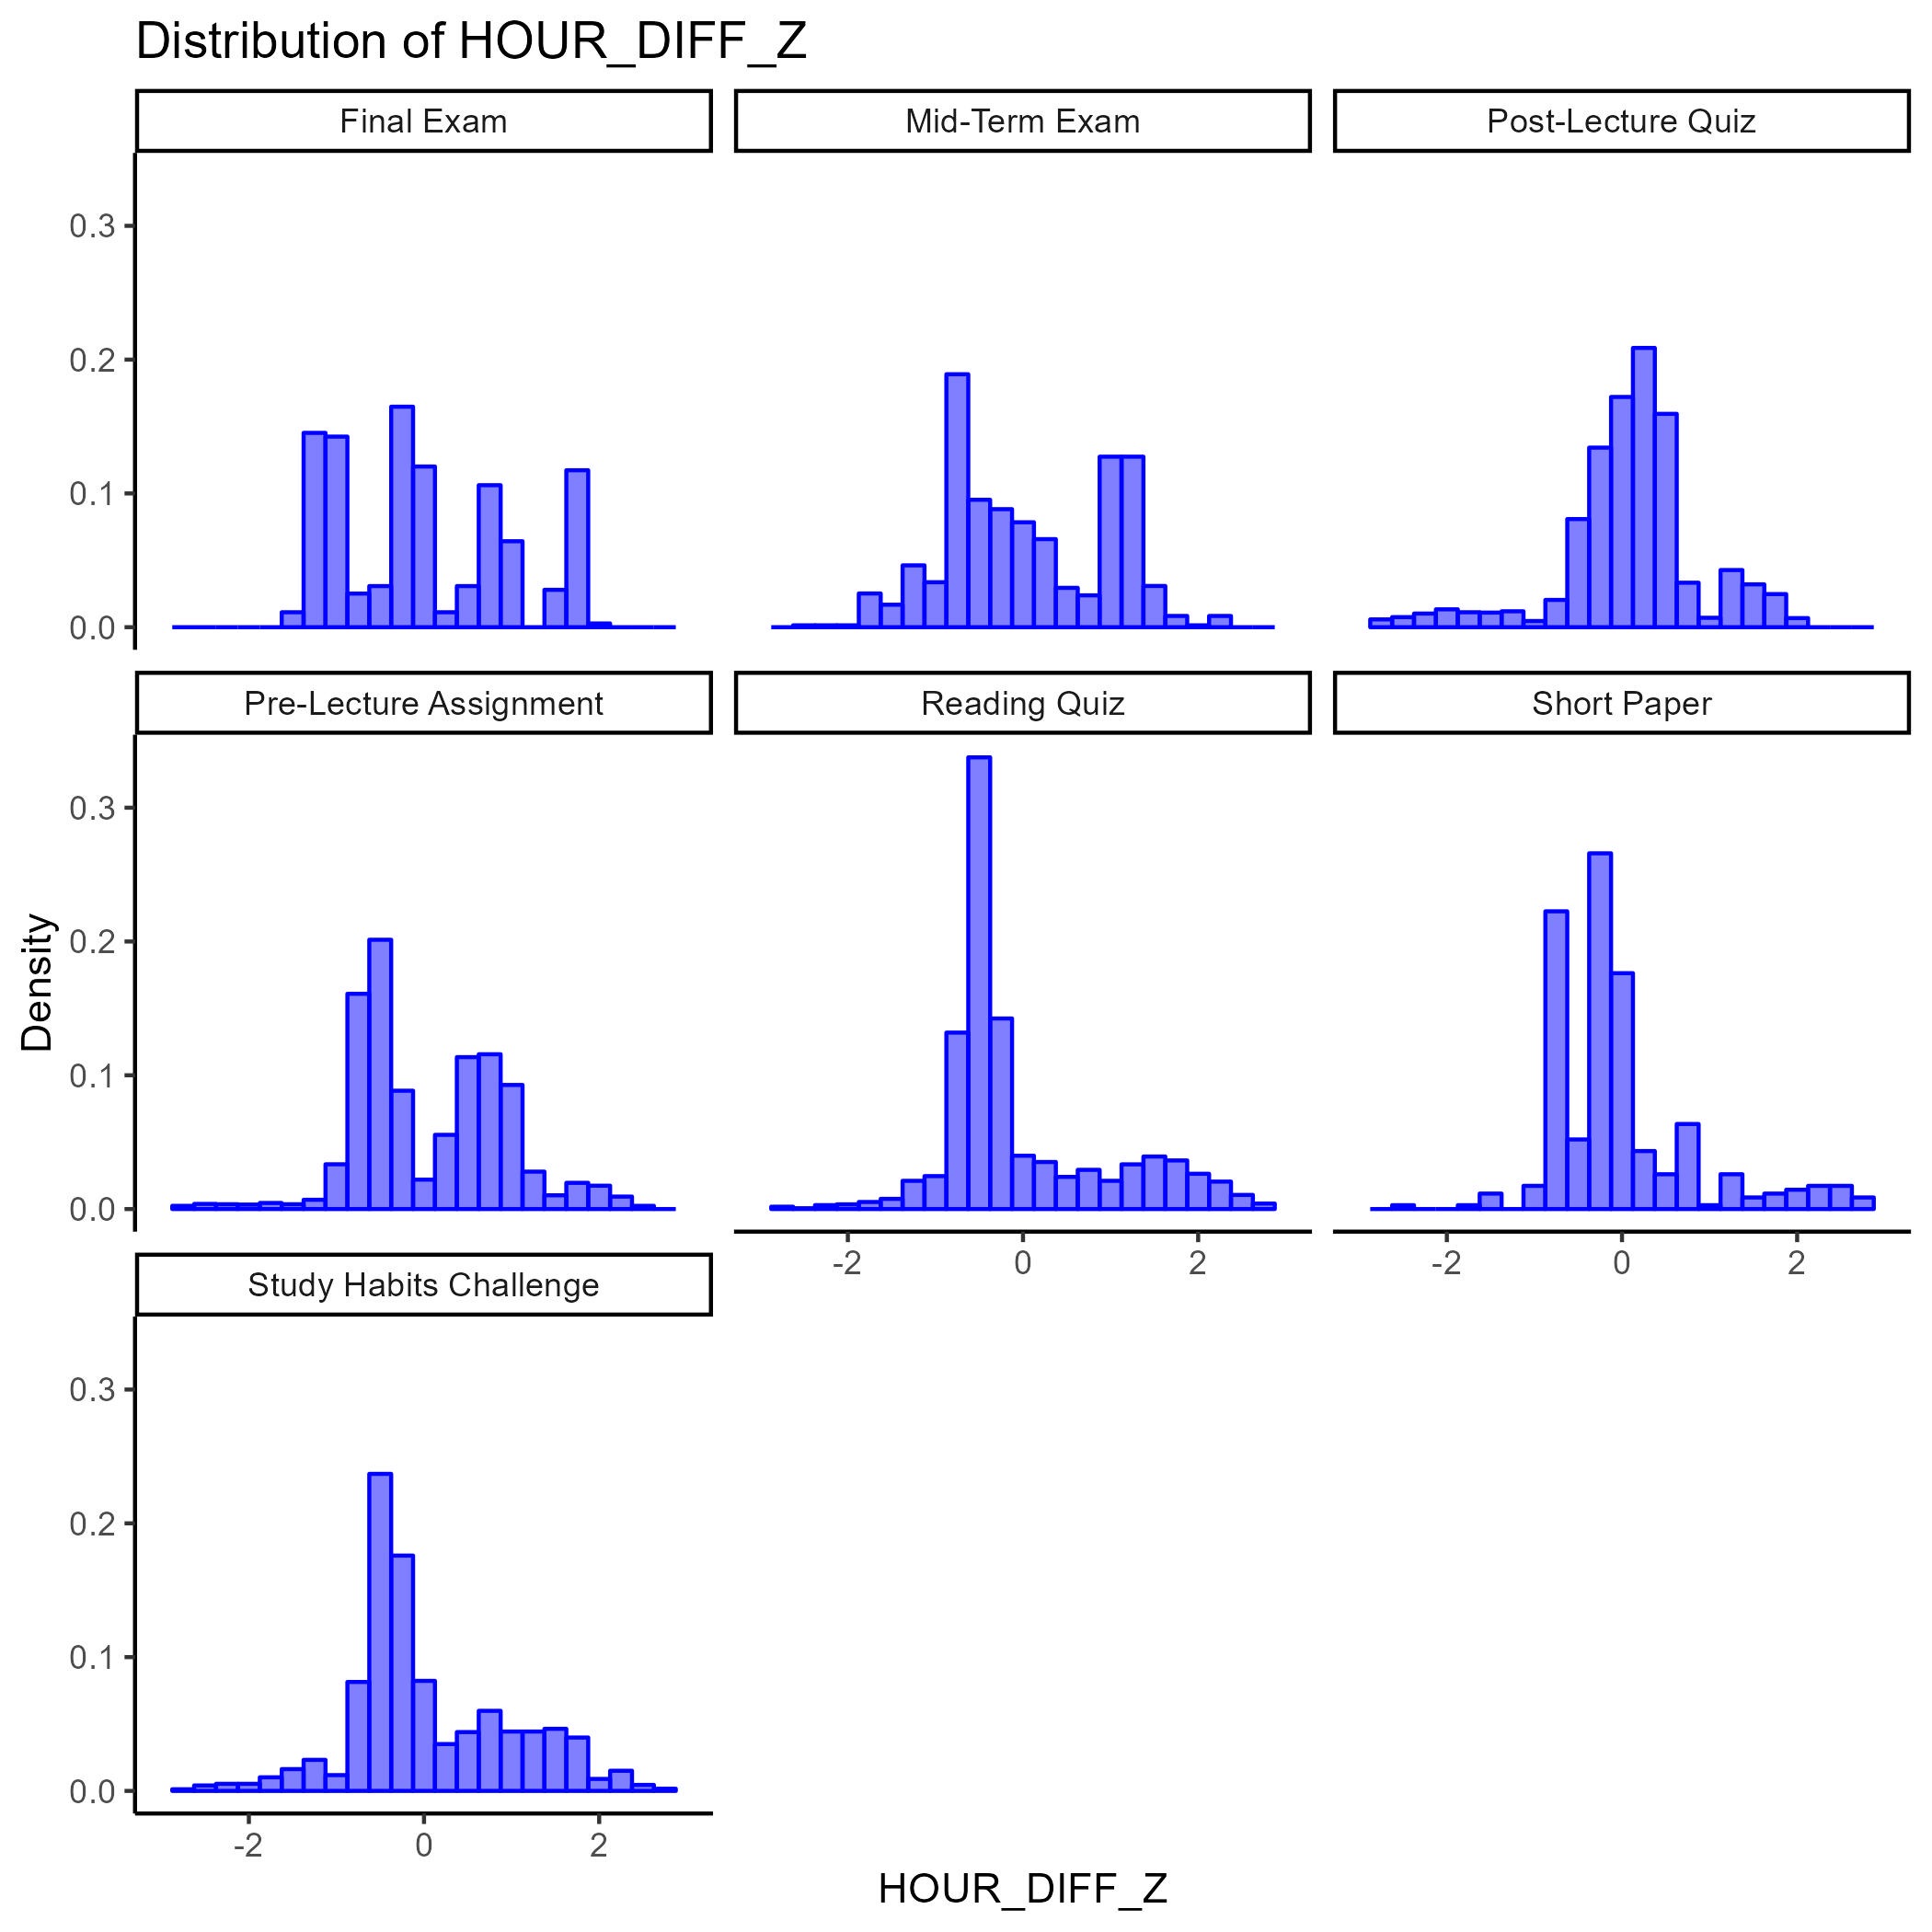 Distribution of HOUR_DIFF_Z
Final Exam
Mid-Term Exam
Post-Lecture Quiz
0.3
0.2
0.1
0.0
Pre-Lecture Assignment
Reading Quiz
Short Paper
0.3
0.2
0.1
0.0
-2 0 2
-2 0 2
Study Habits Challenge
0.3
0.2
0.1
0.0
-2 0 2
Density
HOUR_DIFF_Z